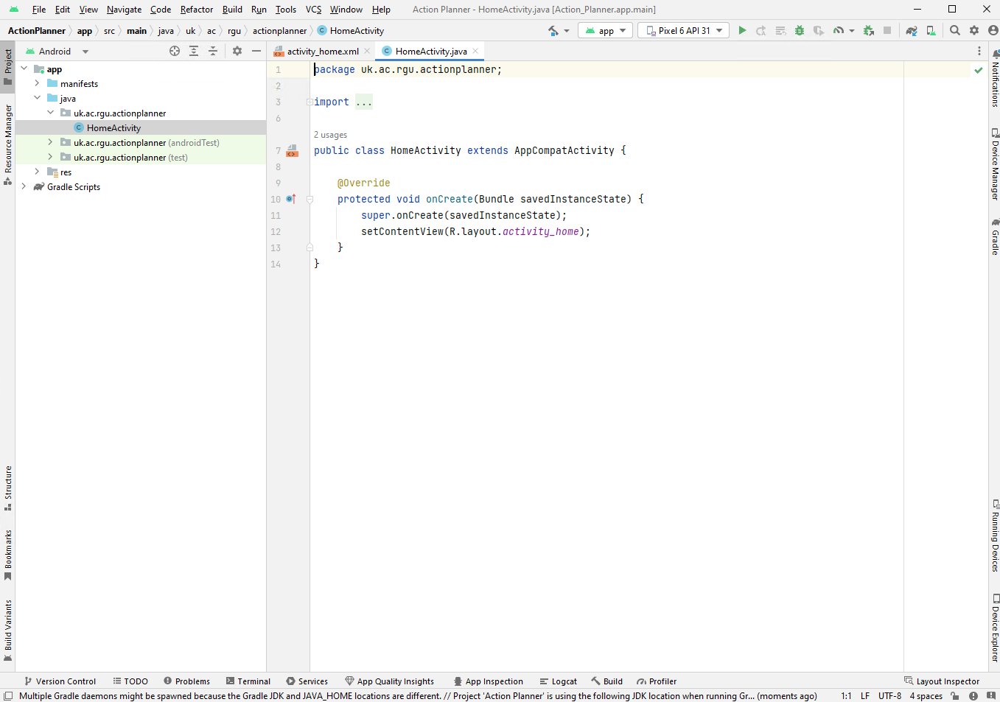 File Edit View Navigate Code Refactor Build Run Tools VCS Window Help Action Planner - HomeActivity.java [Action_Planner.app.main]
ActionPlanner app src main java uk ac rgu actionplanner HomeActivity app Pixel 6 API 31
Android
activity_home.xml HomeActivity.java
Project
Resource Manager
Structure
Bookmarks
Build Variants
app
manifests
java
uk.ac.rgu.actionplanner
HomeActivity
uk.ac.rgu.actionplanner (androidTest)
uk.ac.rgu.actionplanner (test)
res
Gradle Scripts
1 package uk.ac.rgu.actionplanner;
2
3 import ...
6
2 usages
7 public class HomeActivity extends AppCompatActivity {
8
9 @Override
10 protected void onCreate(Bundle savedInstanceState) {
11 super.onCreate(savedInstanceState);
12 setContentView(R.layout.activity_home);
13 }
14 }
Notifications
Device Manager
Gradle
Running Devices
Device Explorer
Version Control TODO Problems Terminal Services App Quality Insights App Inspection Logcat Build Profiler Layout Inspector
Multiple Gradle daemons might be spawned because the Gradle JDK and JAVA_HOME locations are different. // Project 'Action Planner' is using the following JDK location when running Gr... (moments ago) 1:1 LF UTF-8 4 spaces